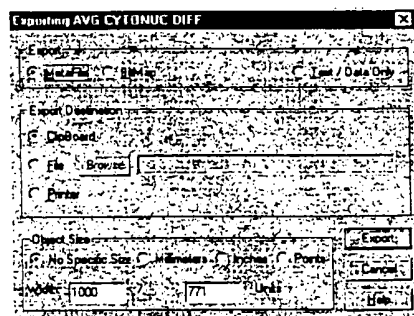 Exporting AVG CYTONUC DIFF
Export
MetaFile BitMap Text / Data Only
Export Destination
ClipBoard
File Browse
Printer
Object Size
No Specific Size Millimeters Inches Points
Width: 1000 / 771 Units
Export
Cancel
Help